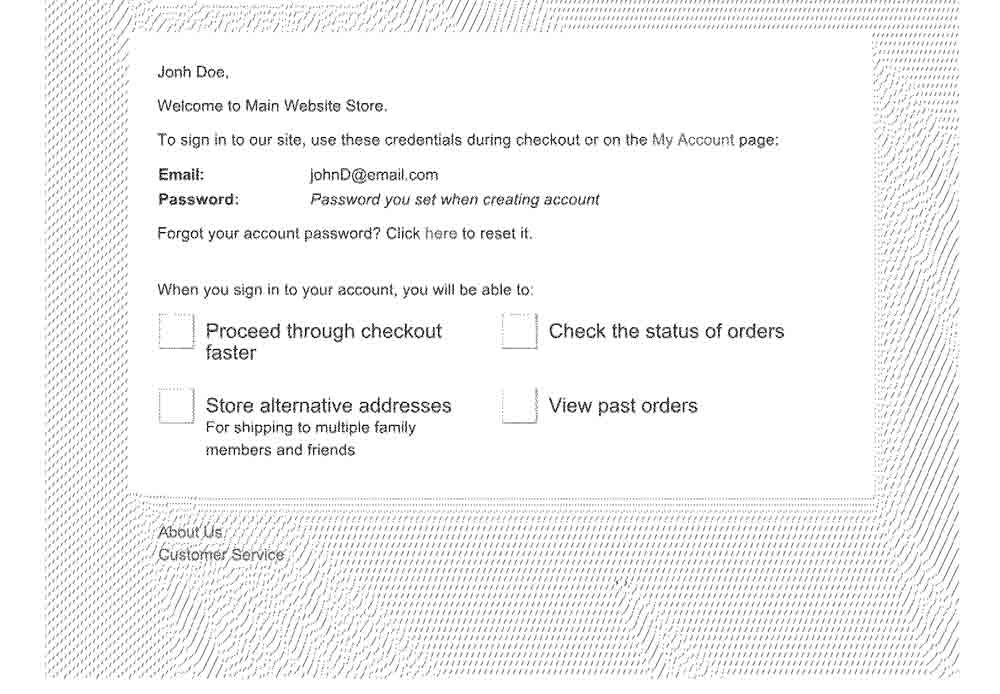 Jonh Doe,
Welcome to Main Website Store.
To sign in to our site, use these credentials during checkout or on the My Account page:
Email: johnD@email.com
Password: Password you set when creating account
Forgot your account password? Click here to reset it.
When you sign in to your account, you will be able to:
Proceed through checkout
faster
Check the status of orders
Store alternative addresses
For shipping to multiple family
members and friends
View past orders
About Us
Customer Service